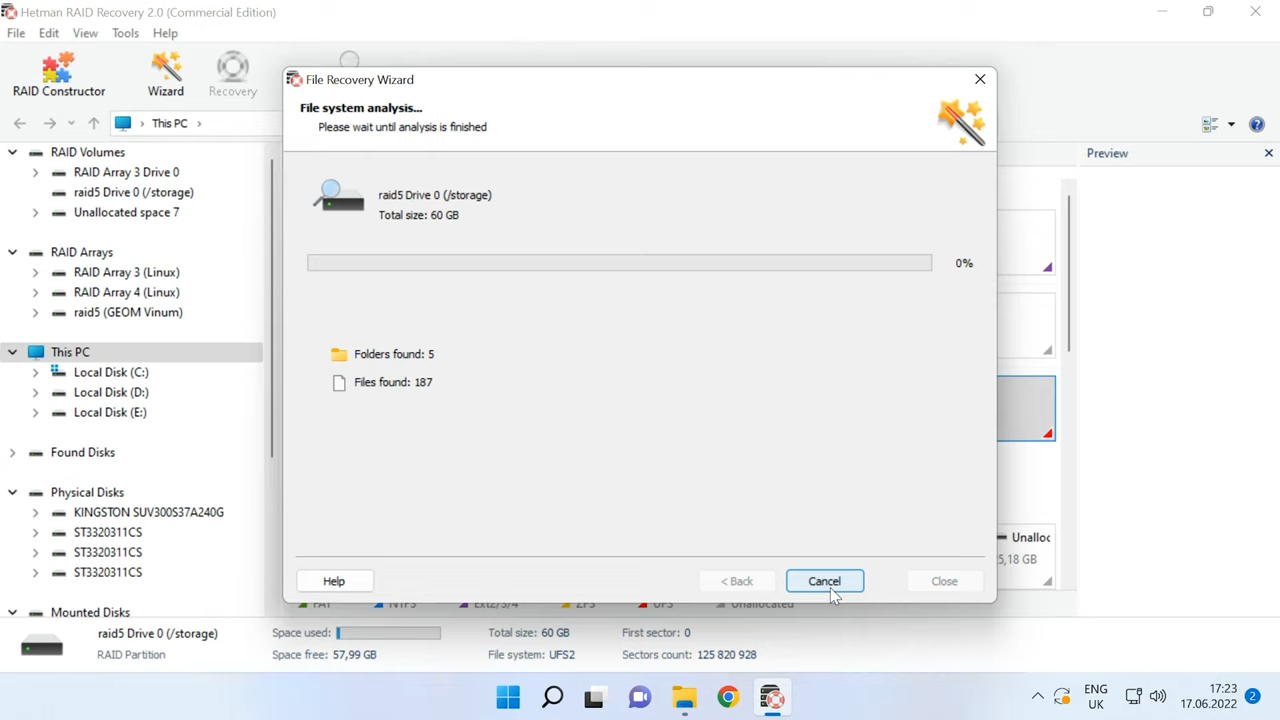 Hetman RAID Recovery 2.0 (Commercial Edition)
File Edit View Tools Help
RAID Constructor
Wizard
Recovery
This PC
RAID Volumes
RAID Array 3 Drive 0
raid5 Drive 0 (/storage)
Unallocated space 7
RAID Arrays
RAID Array 3 (Linux)
RAID Array 4 (Linux)
raid5 (GEOM Vinum)
This PC
Local Disk (C:)
Local Disk (D:)
Local Disk (E:)
Found Disks
Physical Disks
KINGSTON SUV300S37A240G
ST3320311CS
ST3320311CS
ST3320311CS
Mounted Disks
File Recovery Wizard
File system analysis...
Please wait until analysis is finished
raid5 Drive 0 (/storage)
Total size: 60 GB
0%
Folders found: 5
Files found: 187
Help
< Back
Cancel
Close
Preview
Unalloc
5,18 GB
FAT NTFS Ext2/3/4 ZFS UFS Unallocated
raid5 Drive 0 (/storage)
RAID Partition
Space used:
Space free: 57,99 GB
Total size: 60 GB
File system: UFS2
First sector: 0
Sectors count: 125 820 928
ENG
UK
17:23
17.06.2022
2